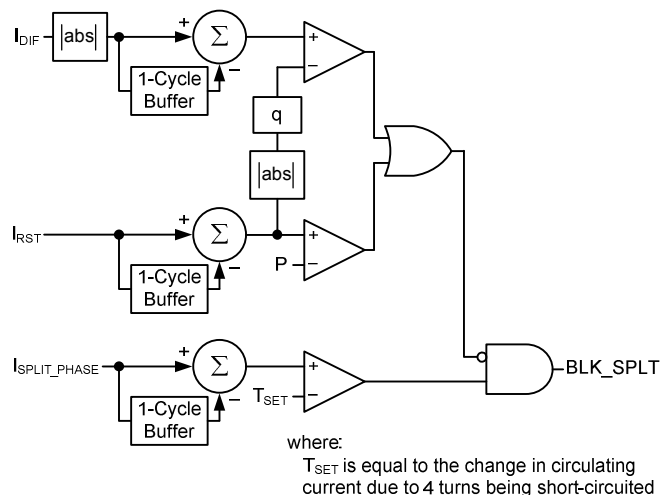 I_DIF
|abs|
+
Σ
−
1-Cycle
Buffer
+
−
q
|abs|
I_RST
+
Σ
−
1-Cycle
Buffer
+
P −
I_SPLIT_PHASE
+
Σ
−
1-Cycle
Buffer
+
T_SET −
BLK_SPLT
where:
T_SET is equal to the change in circulating
current due to 4 turns being short-circuited